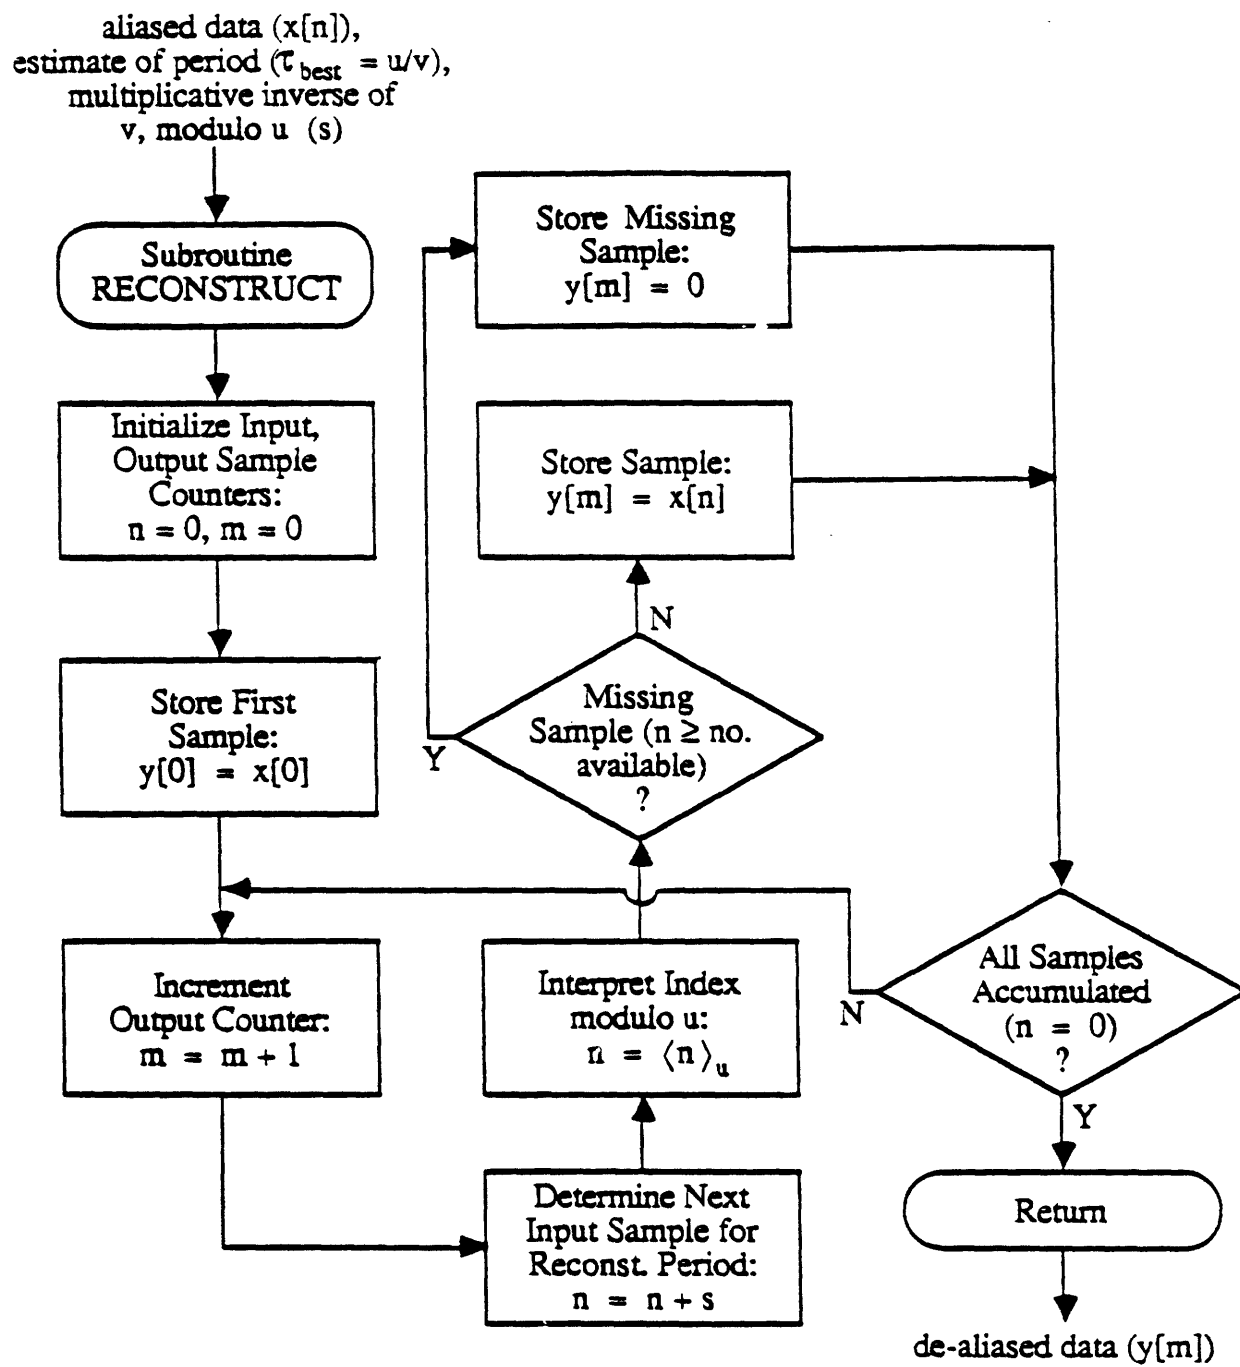 aliased data (x[n]),
estimate of period (τbest = u/v),
multiplicative inverse of
v, modulo u (s)
Subroutine
RECONSTRUCT
Initialize Input,
Output Sample
Counters:
n = 0, m = 0
Store First
Sample:
y[0] = x[0]
Increment
Output Counter:
m = m + 1
Determine Next
Input Sample for
Reconst. Period:
n = n + s
Interpret Index
modulo u:
n = ⟨n⟩u
Missing
Sample (n ≥ no.
available)
?
Y
N
Store Missing
Sample:
y[m] = 0
Store Sample:
y[m] = x[n]
All Samples
Accumulated
(n = 0)
?
N
Y
Return
de-aliased data (y[m])